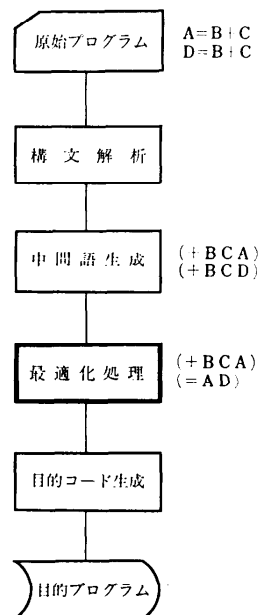 原始プログラム
A=B+C
D=B+C
構文解析
中間語生成
(+BCA)
(+BCD)
最適化処理
(+BCA)
(=AD)
目的コード生成
目的プログラム